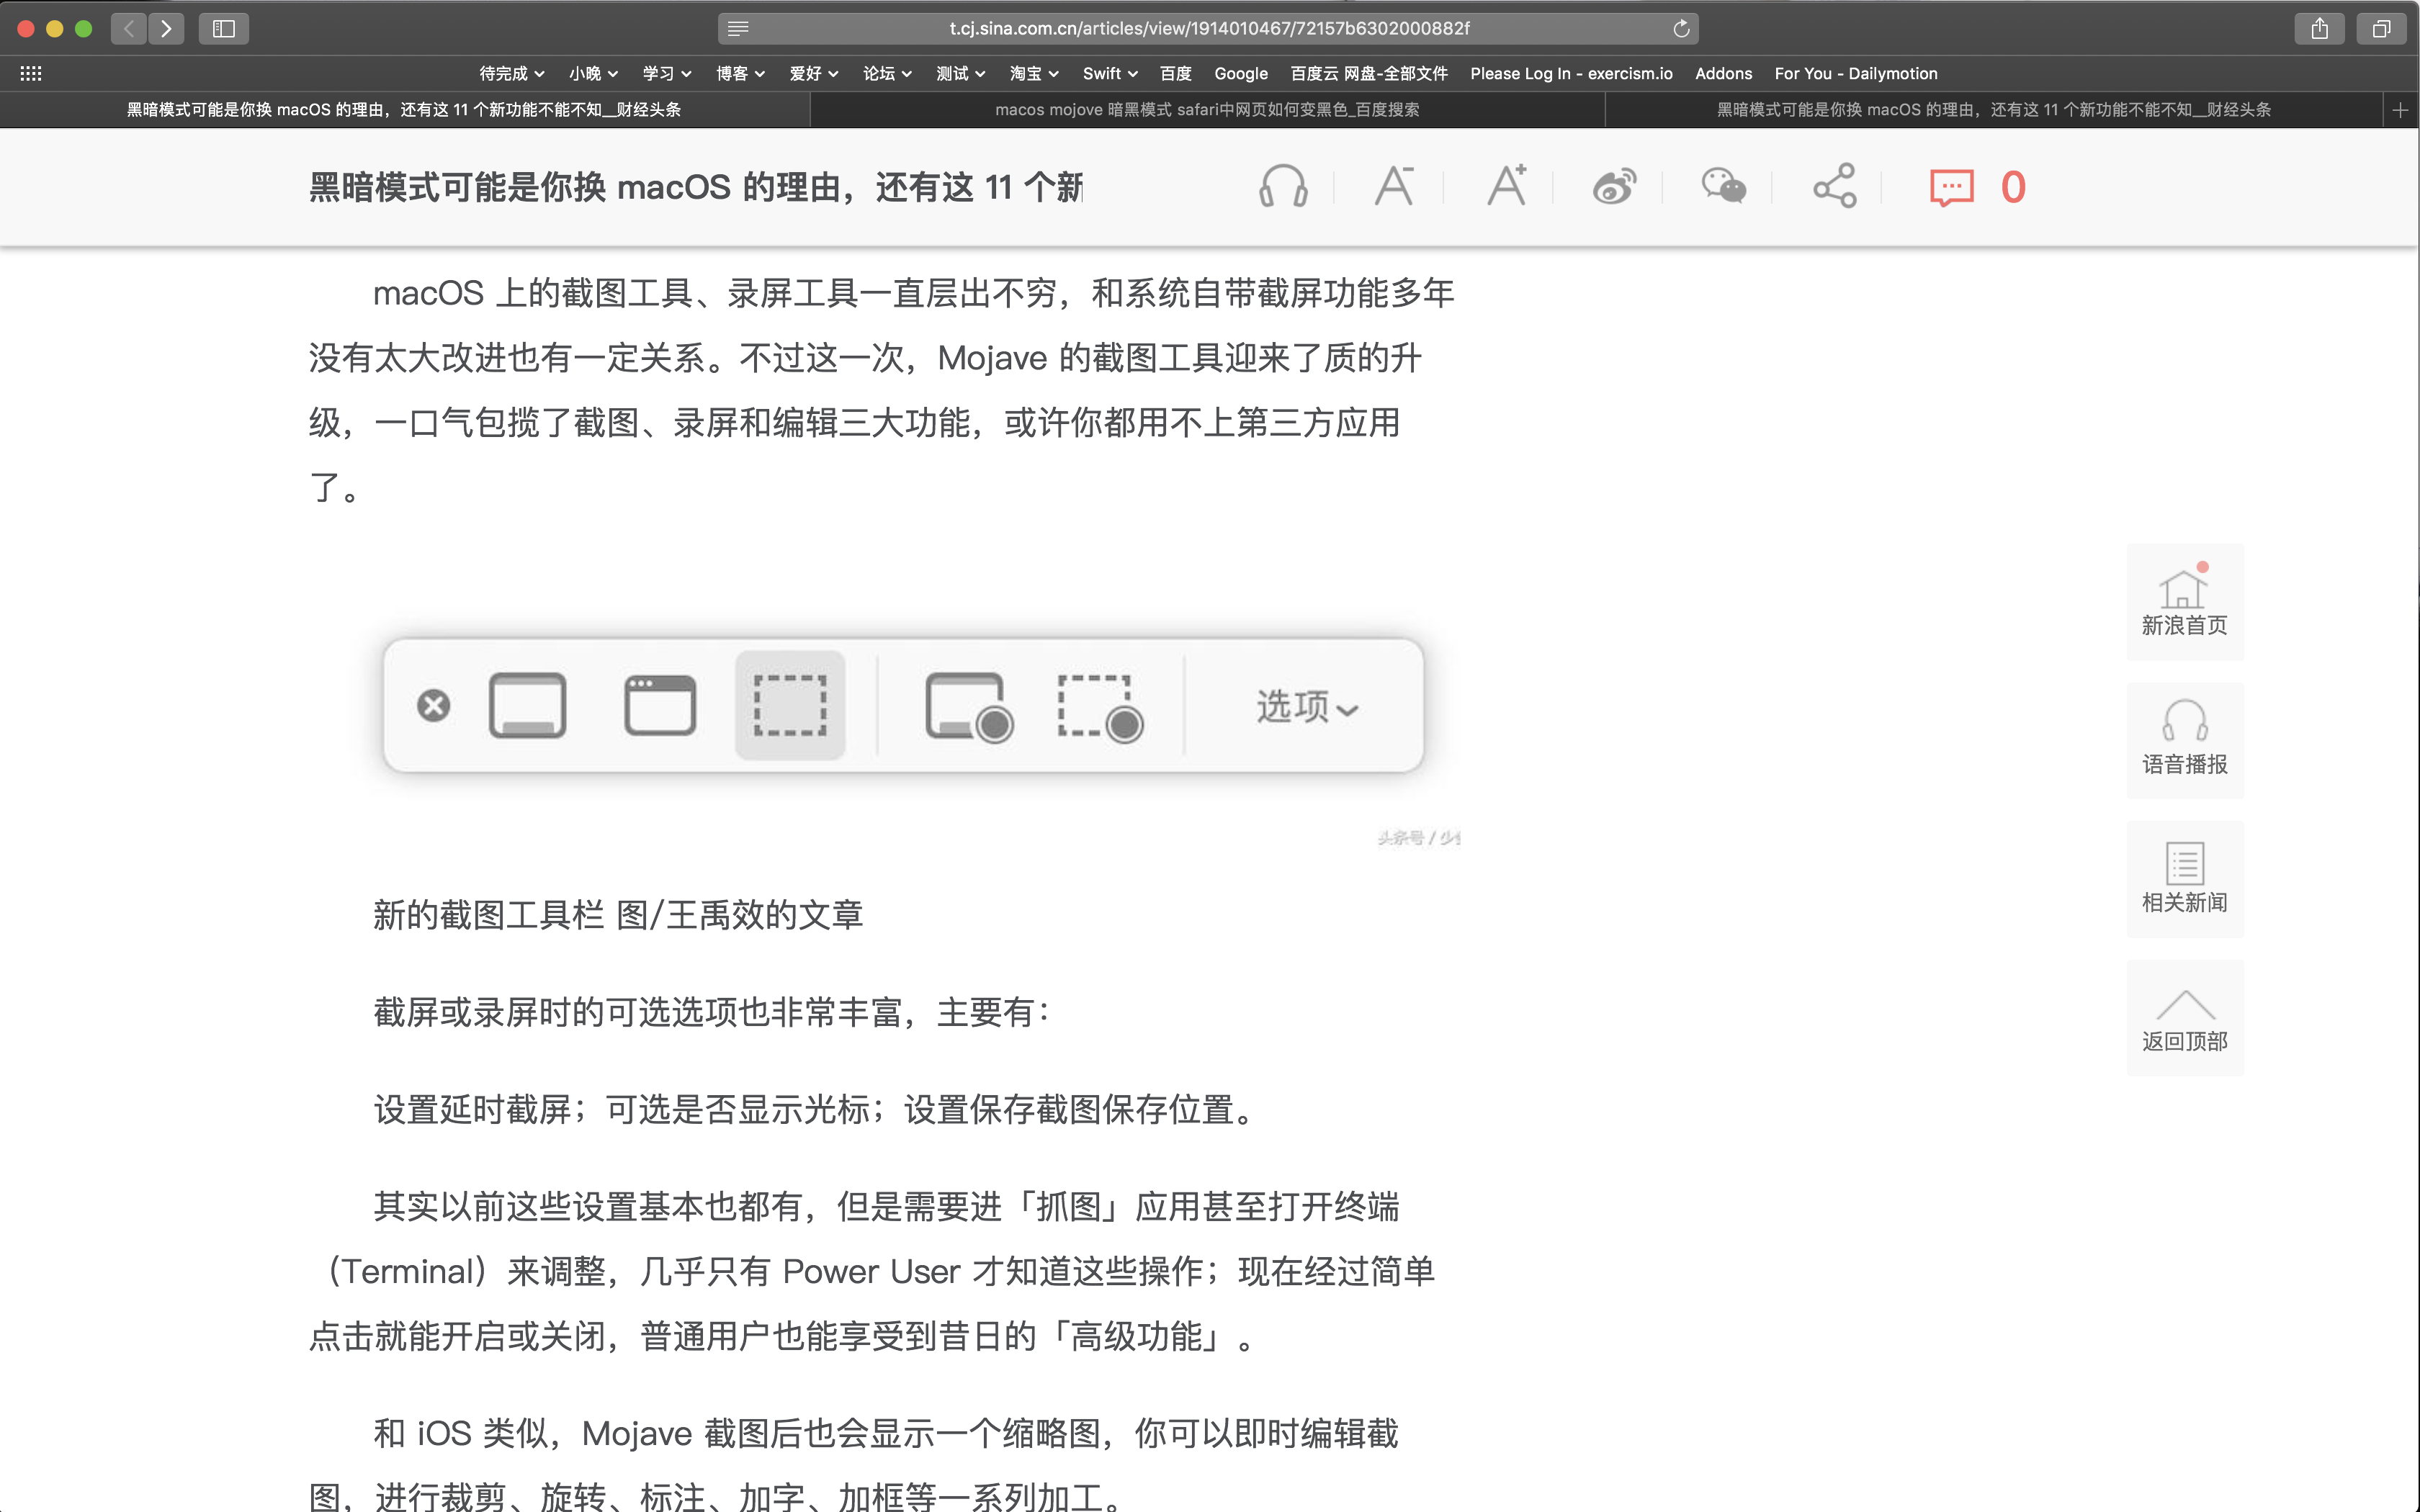 t.cj.sina.com.cn/articles/view/1914010467/72157b6302000882f
待完成 小晚 学习 博客 爱好 论坛 测试 淘宝 Swift 百度 Google 百度云 网盘-全部文件 Please Log In - exercism.io Addons For You - Dailymotion
黑暗模式可能是你换 macOS 的理由，还有这 11 个新功能不能不知__财经头条
macos mojove 暗黑模式 safari中网页如何变黑色_百度搜索
黑暗模式可能是你换 macOS 的理由，还有这 11 个新功能不能不知__财经头条
黑暗模式可能是你换 macOS 的理由，还有这 11 个新
0
macOS 上的截图工具、录屏工具一直层出不穷，和系统自带截屏功能多年
没有太大改进也有一定关系。不过这一次，Mojave 的截图工具迎来了质的升
级，一口气包揽了截图、录屏和编辑三大功能，或许你都用不上第三方应用
了。
选项
头条号 / 少
新的截图工具栏 图/王禹效的文章
截屏或录屏时的可选选项也非常丰富，主要有：
设置延时截屏；可选是否显示光标；设置保存截图保存位置。
其实以前这些设置基本也都有，但是需要进「抓图」应用甚至打开终端
（Terminal）来调整，几乎只有 Power User 才知道这些操作；现在经过简单
点击就能开启或关闭，普通用户也能享受到昔日的「高级功能」。
和 iOS 类似，Mojave 截图后也会显示一个缩略图，你可以即时编辑截
图，进行裁剪、旋转、标注、加字、加框等一系列加工。
新浪首页
语音播报
相关新闻
返回顶部